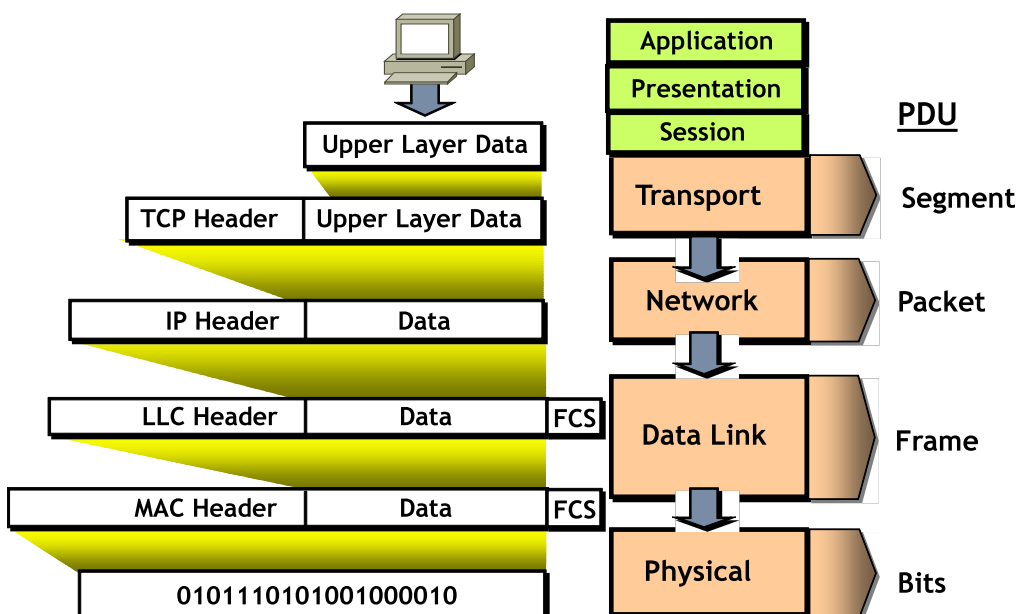 Application
Presentation
Session
PDU
Upper Layer Data
Transport
Segment
TCP Header Upper Layer Data
IP Header Data
Network
Packet
LLC Header Data FCS
Data Link
Frame
MAC Header Data FCS
Physical
Bits
0101110101001000010